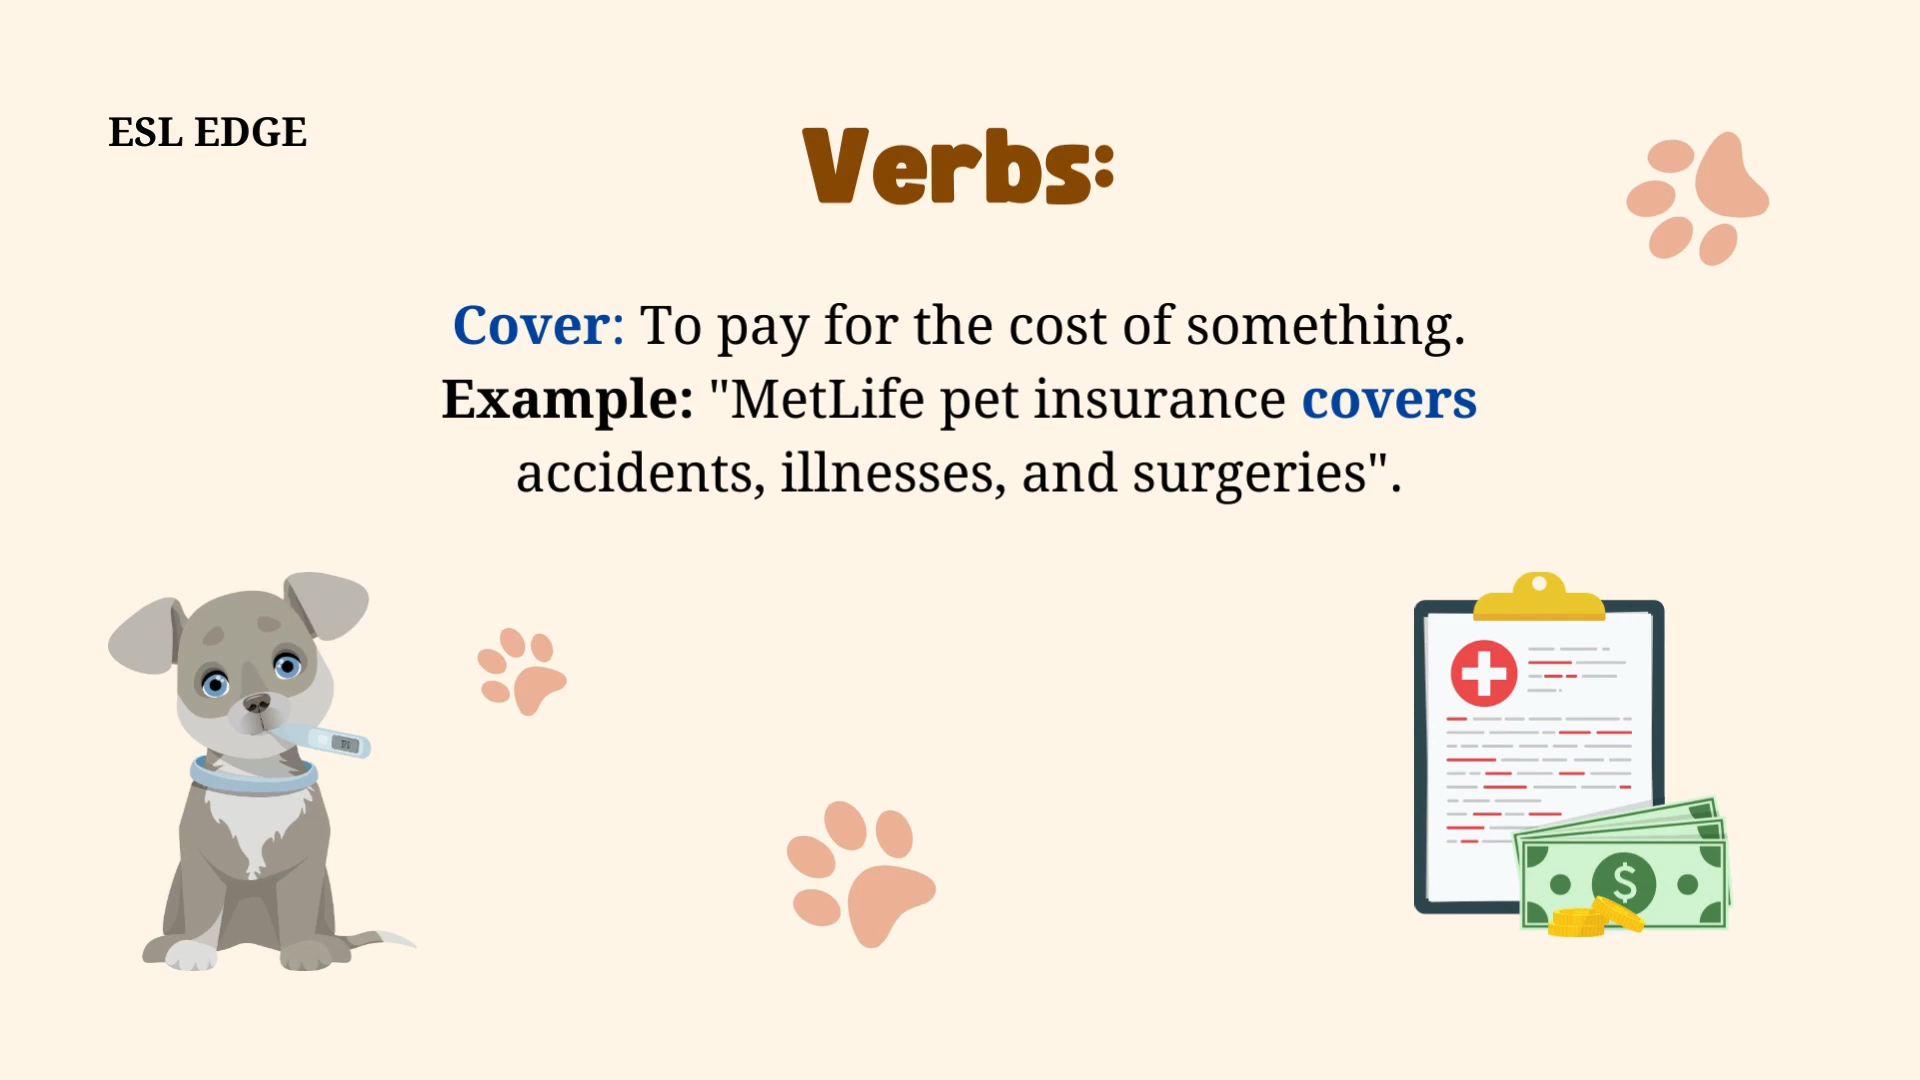 ESL EDGE
Verbs:
Cover: To pay for the cost of something.
Example: "MetLife pet insurance covers
accidents, illnesses, and surgeries".
$